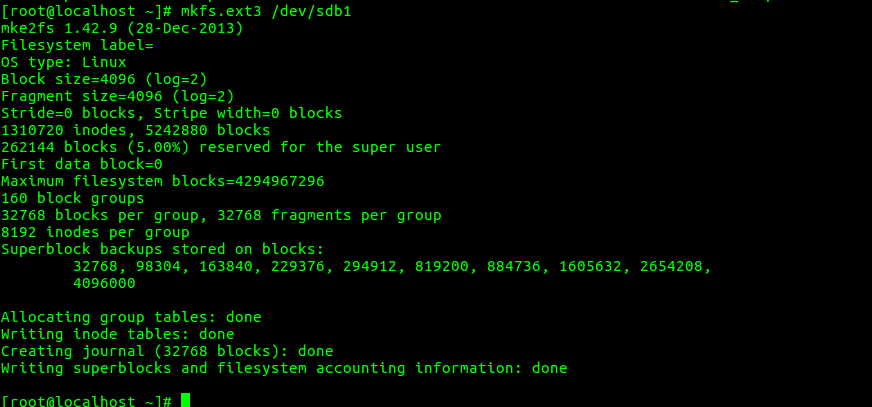 [root@localhost ~]# mkfs.ext3 /dev/sdb1
mke2fs 1.42.9 (28-Dec-2013)
Filesystem label=
OS type: Linux
Block size=4096 (log=2)
Fragment size=4096 (log=2)
Stride=0 blocks, Stripe width=0 blocks
1310720 inodes, 5242880 blocks
262144 blocks (5.00%) reserved for the super user
First data block=0
Maximum filesystem blocks=4294967296
160 block groups
32768 blocks per group, 32768 fragments per group
8192 inodes per group
Superblock backups stored on blocks:
        32768, 98304, 163840, 229376, 294912, 819200, 884736, 1605632, 2654208,
        4096000

Allocating group tables: done
Writing inode tables: done
Creating journal (32768 blocks): done
Writing superblocks and filesystem accounting information: done

[root@localhost ~]#